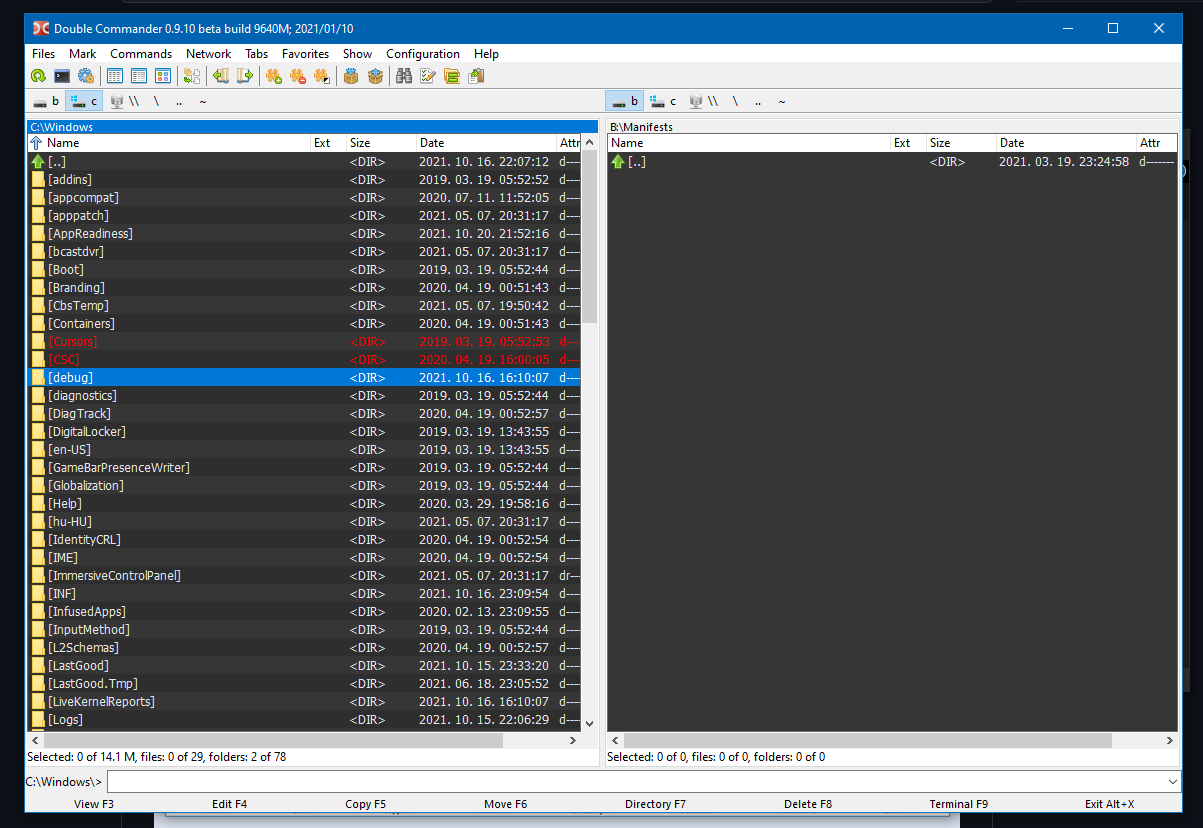 Double Commander 0.9.10 beta build 9640M; 2021/01/10
Files Mark Commands Network Tabs Favorites Show Configuration Help
b c \\ \ .. ~
b c \\ \ .. ~
C:\Windows
Name Ext Size Date Attr
[..] <DIR> 2021. 10. 16. 22:07:12 d----
[addins] <DIR> 2019. 03. 19. 05:52:52 d----
[appcompat] <DIR> 2020. 07. 11. 11:52:05 d----
[apppatch] <DIR> 2021. 05. 07. 20:31:17 d----
[AppReadiness] <DIR> 2021. 10. 20. 21:52:16 d----
[bcastdvr] <DIR> 2021. 05. 07. 20:31:17 d----
[Boot] <DIR> 2019. 03. 19. 05:52:44 d----
[Branding] <DIR> 2020. 04. 19. 00:51:43 d----
[CbsTemp] <DIR> 2021. 05. 07. 19:50:42 d----
[Containers] <DIR> 2020. 04. 19. 00:51:43 d----
[Cursors] <DIR> 2019. 03. 19. 05:52:53 d----
[CSC] <DIR> 2020. 04. 19. 16:00:05 d----
[debug] <DIR> 2021. 10. 16. 16:10:07 d----
[diagnostics] <DIR> 2019. 03. 19. 05:52:44 d----
[DiagTrack] <DIR> 2020. 04. 19. 00:52:57 d----
[DigitalLocker] <DIR> 2019. 03. 19. 13:43:55 d----
[en-US] <DIR> 2019. 03. 19. 13:43:55 d----
[GameBarPresenceWriter] <DIR> 2019. 03. 19. 05:52:44 d----
[Globalization] <DIR> 2019. 03. 19. 05:52:44 d----
[Help] <DIR> 2020. 03. 29. 19:58:16 d----
[hu-HU] <DIR> 2021. 05. 07. 20:31:17 d----
[IdentityCRL] <DIR> 2020. 04. 19. 00:52:54 d----
[IME] <DIR> 2020. 04. 19. 00:52:54 d----
[ImmersiveControlPanel] <DIR> 2021. 05. 07. 20:31:17 dr---
[INF] <DIR> 2021. 10. 16. 23:09:54 d----
[InfusedApps] <DIR> 2020. 02. 13. 23:09:55 d----
[InputMethod] <DIR> 2019. 03. 19. 05:52:44 d----
[L2Schemas] <DIR> 2020. 04. 19. 00:52:57 d----
[LastGood] <DIR> 2021. 10. 15. 23:33:20 d----
[LastGood.Tmp] <DIR> 2021. 06. 18. 23:05:52 d----
[LiveKernelReports] <DIR> 2021. 10. 16. 16:10:07 d----
[Logs] <DIR> 2021. 10. 15. 22:06:29 d----
Selected: 0 of 14.1 M, files: 0 of 29, folders: 2 of 78
B:\Manifests
Name Ext Size Date Attr
[..] <DIR> 2021. 03. 19. 23:24:58 d-------
Selected: 0 of 0, files: 0 of 0, folders: 0 of 0
C:\Windows\>
View F3 Edit F4 Copy F5 Move F6 Directory F7 Delete F8 Terminal F9 Exit Alt+X